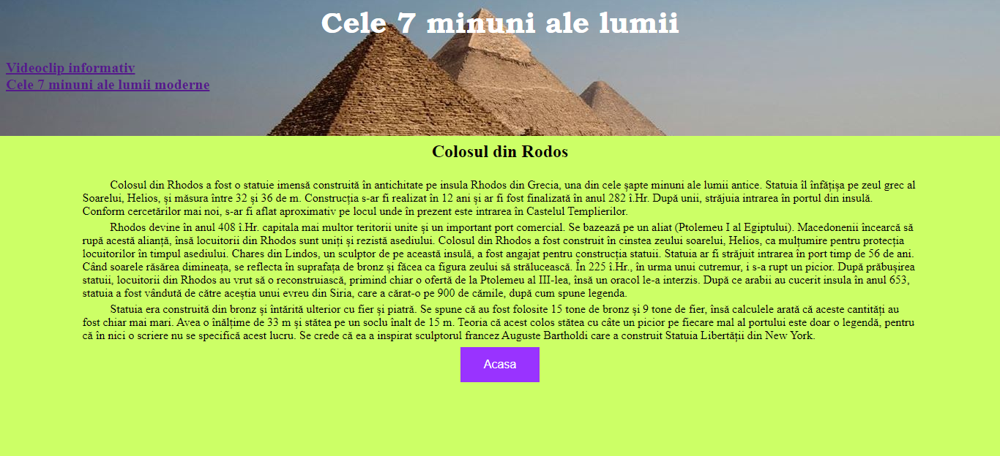 Cele 7 minuni ale lumii
Videoclip informativ
Cele 7 minuni ale lumii moderne
Colosul din Rodos
Colosul din Rhodos a fost o statuie imensă construită în antichitate pe insula Rhodos din Grecia, una din cele șapte minuni ale lumii antice. Statuia îl înfățișa pe zeul grec al
Soarelui, Helios, și măsura între 32 și 36 de m. Construcția s-ar fi realizat în 12 ani și ar fi fost finalizată în anul 282 î.Hr. După unii, străjuia intrarea în portul din insulă.
Conform cercetărilor mai noi, s-ar fi aflat aproximativ pe locul unde în prezent este intrarea în Castelul Templierilor.
Rhodos devine în anul 408 î.Hr. capitala mai multor teritorii unite și un important port comercial. Se bazează pe un aliat (Ptolemeu I al Egiptului). Macedonenii încearcă să
rupă acestă alianță, însă locuitorii din Rhodos sunt uniți și rezistă asediului. Colosul din Rhodos a fost construit în cinstea zeului soarelui, Helios, ca mulțumire pentru protecția
locuitorilor în timpul asediului. Chares din Lindos, un sculptor de pe această insulă, a fost angajat pentru construcția statuii. Statuia ar fi străjuit intrarea în port timp de 56 de ani.
Când soarele răsărea dimineața, se reflecta în suprafața de bronz și făcea ca figura zeului să strălucească. În 225 î.Hr., în urma unui cutremur, i s-a rupt un picior. După prăbușirea
statuii, locuitorii din Rhodos au vrut să o reconstruiască, primind chiar o ofertă de la Ptolemeu al III-lea, însă un oracol le-a interzis. După ce arabii au cucerit insula în anul 653,
statuia a fost vândută de către aceștia unui evreu din Siria, care a cărat-o pe 900 de cămile, după cum spune legenda.
Statuia era construită din bronz și întărită ulterior cu fier și piatră. Se spune că au fost folosite 15 tone de bronz și 9 tone de fier, însă calculele arată că aceste cantități au
fost chiar mai mari. Avea o înălțime de 33 m și stătea pe un soclu înalt de 15 m. Teoria că acest colos stătea cu câte un picior pe fiecare mal al portului este doar o legendă, pentru
că în nici o scriere nu se specifică acest lucru. Se crede că ea a inspirat sculptorul francez Auguste Bartholdi care a construit Statuia Libertății din New York.
Acasa